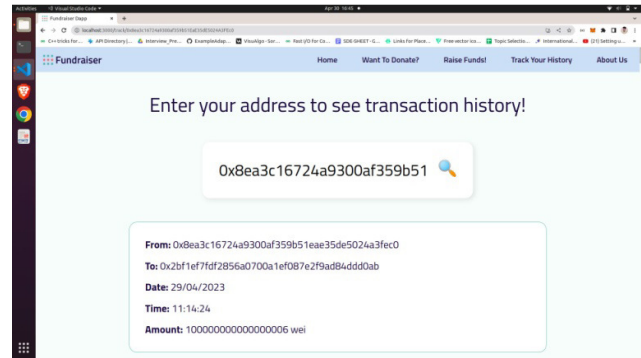 Activities
Visual Studio Code
Apr 30 16:45
Fundraiser Dapp
Fundraiser
Home
Want To Donate?
Raise Funds!
Track Your History
About Us
Enter your address to see transaction history!
0x8ea3c16724a9300af359b51
From: 0x8ea3c16724a9300af359b51eae35de5024a3fec0
To: 0x2bf1ef7fdf2856a0700a1ef087e2f9ad84ddd0ab
Date: 29/04/2023
Time: 11:14:24
Amount: 100000000000000006 wei